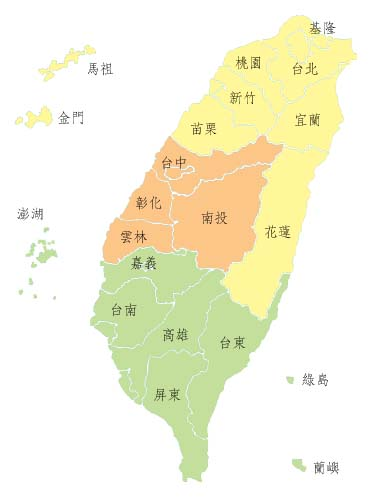 基隆
馬祖
桃園
台北
新竹
金門
宜蘭
苗栗
台中
彰化
澎湖
南投
花蓮
雲林
嘉義
台南
高雄
台東
綠島
屏東
蘭嶼